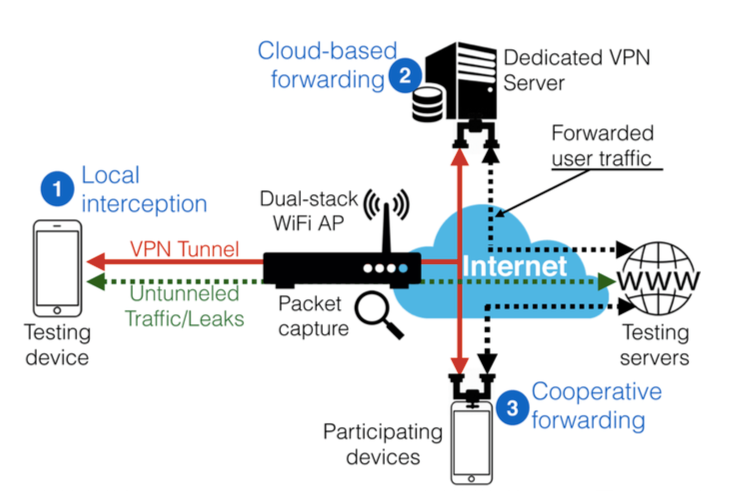 Cloud-based
forwarding
2
Dedicated VPN
Server
Forwarded
user traffic
1
Local
interception
Dual-stack
WiFi AP
VPN Tunnel
Internet
WWW
Untunneled
Traffic/Leaks
Packet
capture
Testing
device
Testing
servers
3
Cooperative
forwarding
Participating
devices